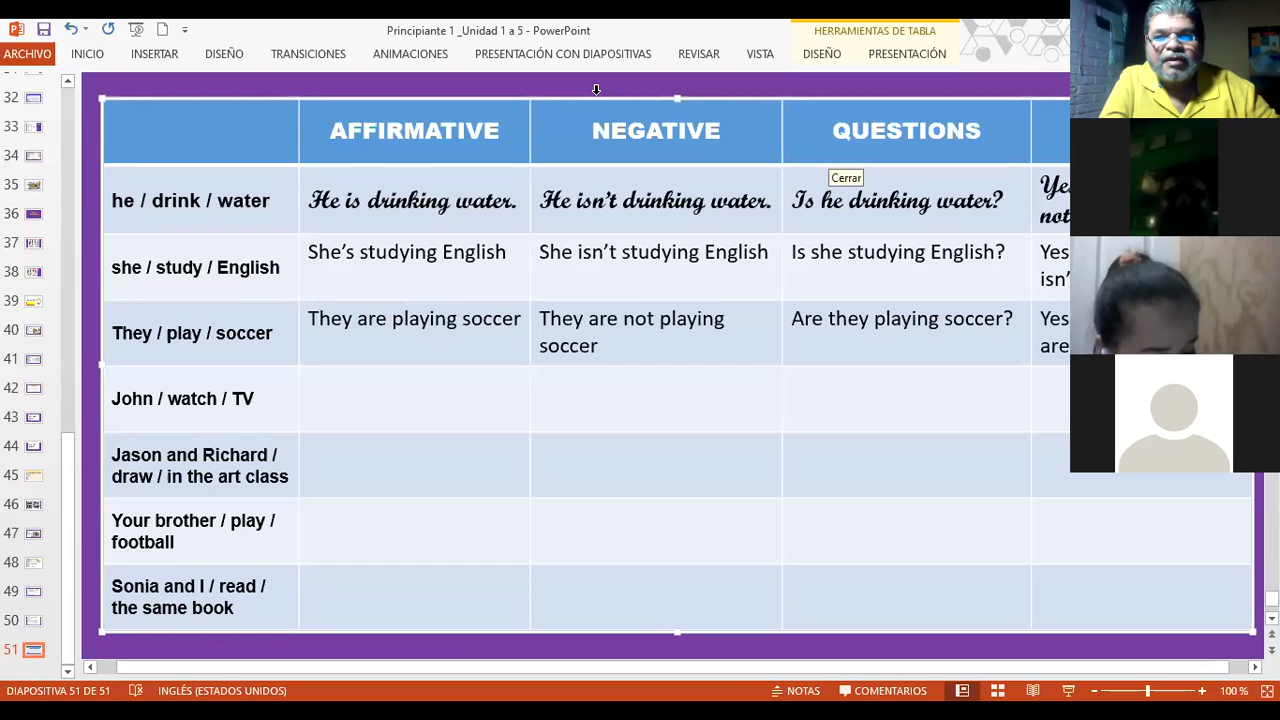 Principiante 1 _Unidad 1 a 5 - PowerPoint
HERRAMIENTAS DE TABLA
ARCHIVO INICIO INSERTAR DISEÑO TRANSICIONES ANIMACIONES PRESENTACIÓN CON DIAPOSITIVAS REVISAR VISTA DISEÑO PRESENTACIÓN
32
33
34
35
36
37
38
39
40
41
42
43
44
45
46
47
48
49
50
51
AFFIRMATIVE NEGATIVE QUESTIONS
Cerrar
he / drink / water He is drinking water. He isn't drinking water. Is he drinking water? Yes
not
she / study / English She's studying English She isn't studying English Is she studying English? Yes
isn'
They / play / soccer They are playing soccer They are not playing soccer Are they playing soccer? Yes
are
John / watch / TV
Jason and Richard /
draw / in the art class
Your brother / play /
football
Sonia and I / read /
the same book
DIAPOSITIVA 51 DE 51 INGLÉS (ESTADOS UNIDOS) NOTAS COMENTARIOS 100 %